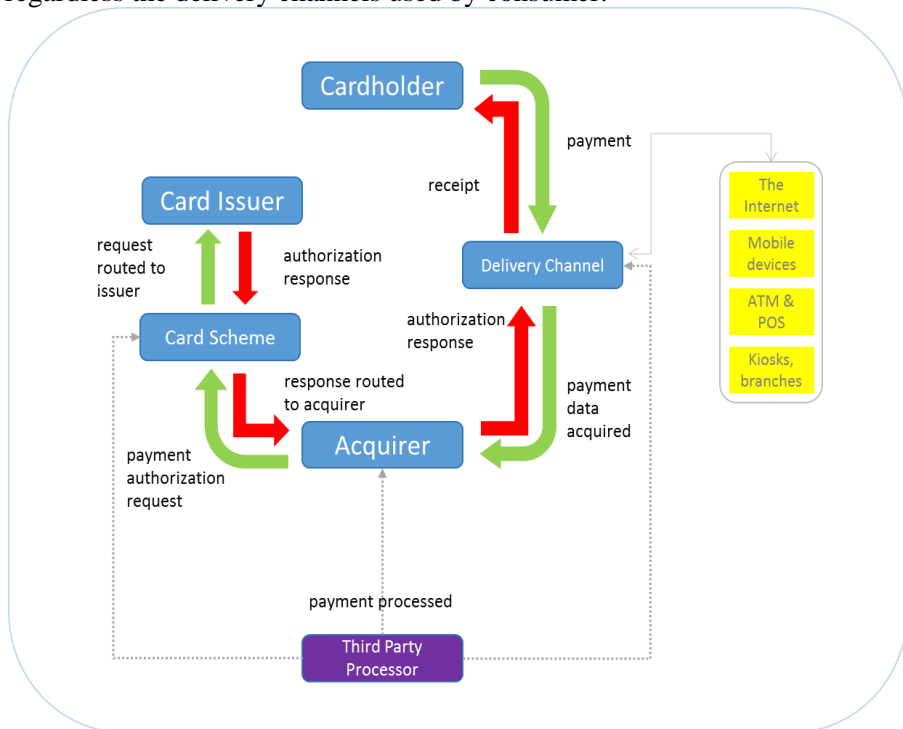 regardless the delivery channels used by consumer.
Cardholder
payment
receipt
The
Internet
Mobile
devices
ATM &
POS
Kiosks,
branches
Card Issuer
request
routed to
issuer
authorization
response
Delivery Channel
Card Scheme
authorization
response
response routed
to acquirer
payment
data
acquired
Acquirer
payment
authorization
request
payment processed
Third Party
Processor